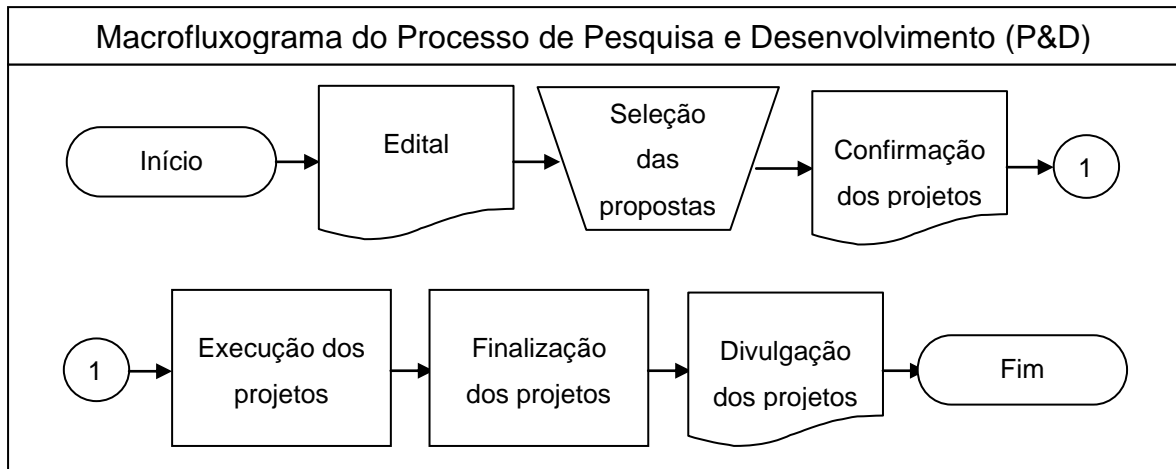 Macrofluxograma do Processo de Pesquisa e Desenvolvimento (P&D)
Início
Edital
Seleção
das
propostas
Confirmação
dos projetos
1
1
Execução dos
projetos
Finalização
dos projetos
Divulgação
dos projetos
Fim